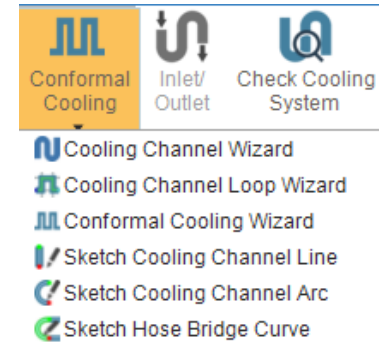 Conformal Cooling
Inlet/ Outlet
Check Cooling System
Cooling Channel Wizard
Cooling Channel Loop Wizard
Conformal Cooling Wizard
Sketch Cooling Channel Line
Sketch Cooling Channel Arc
Sketch Hose Bridge Curve